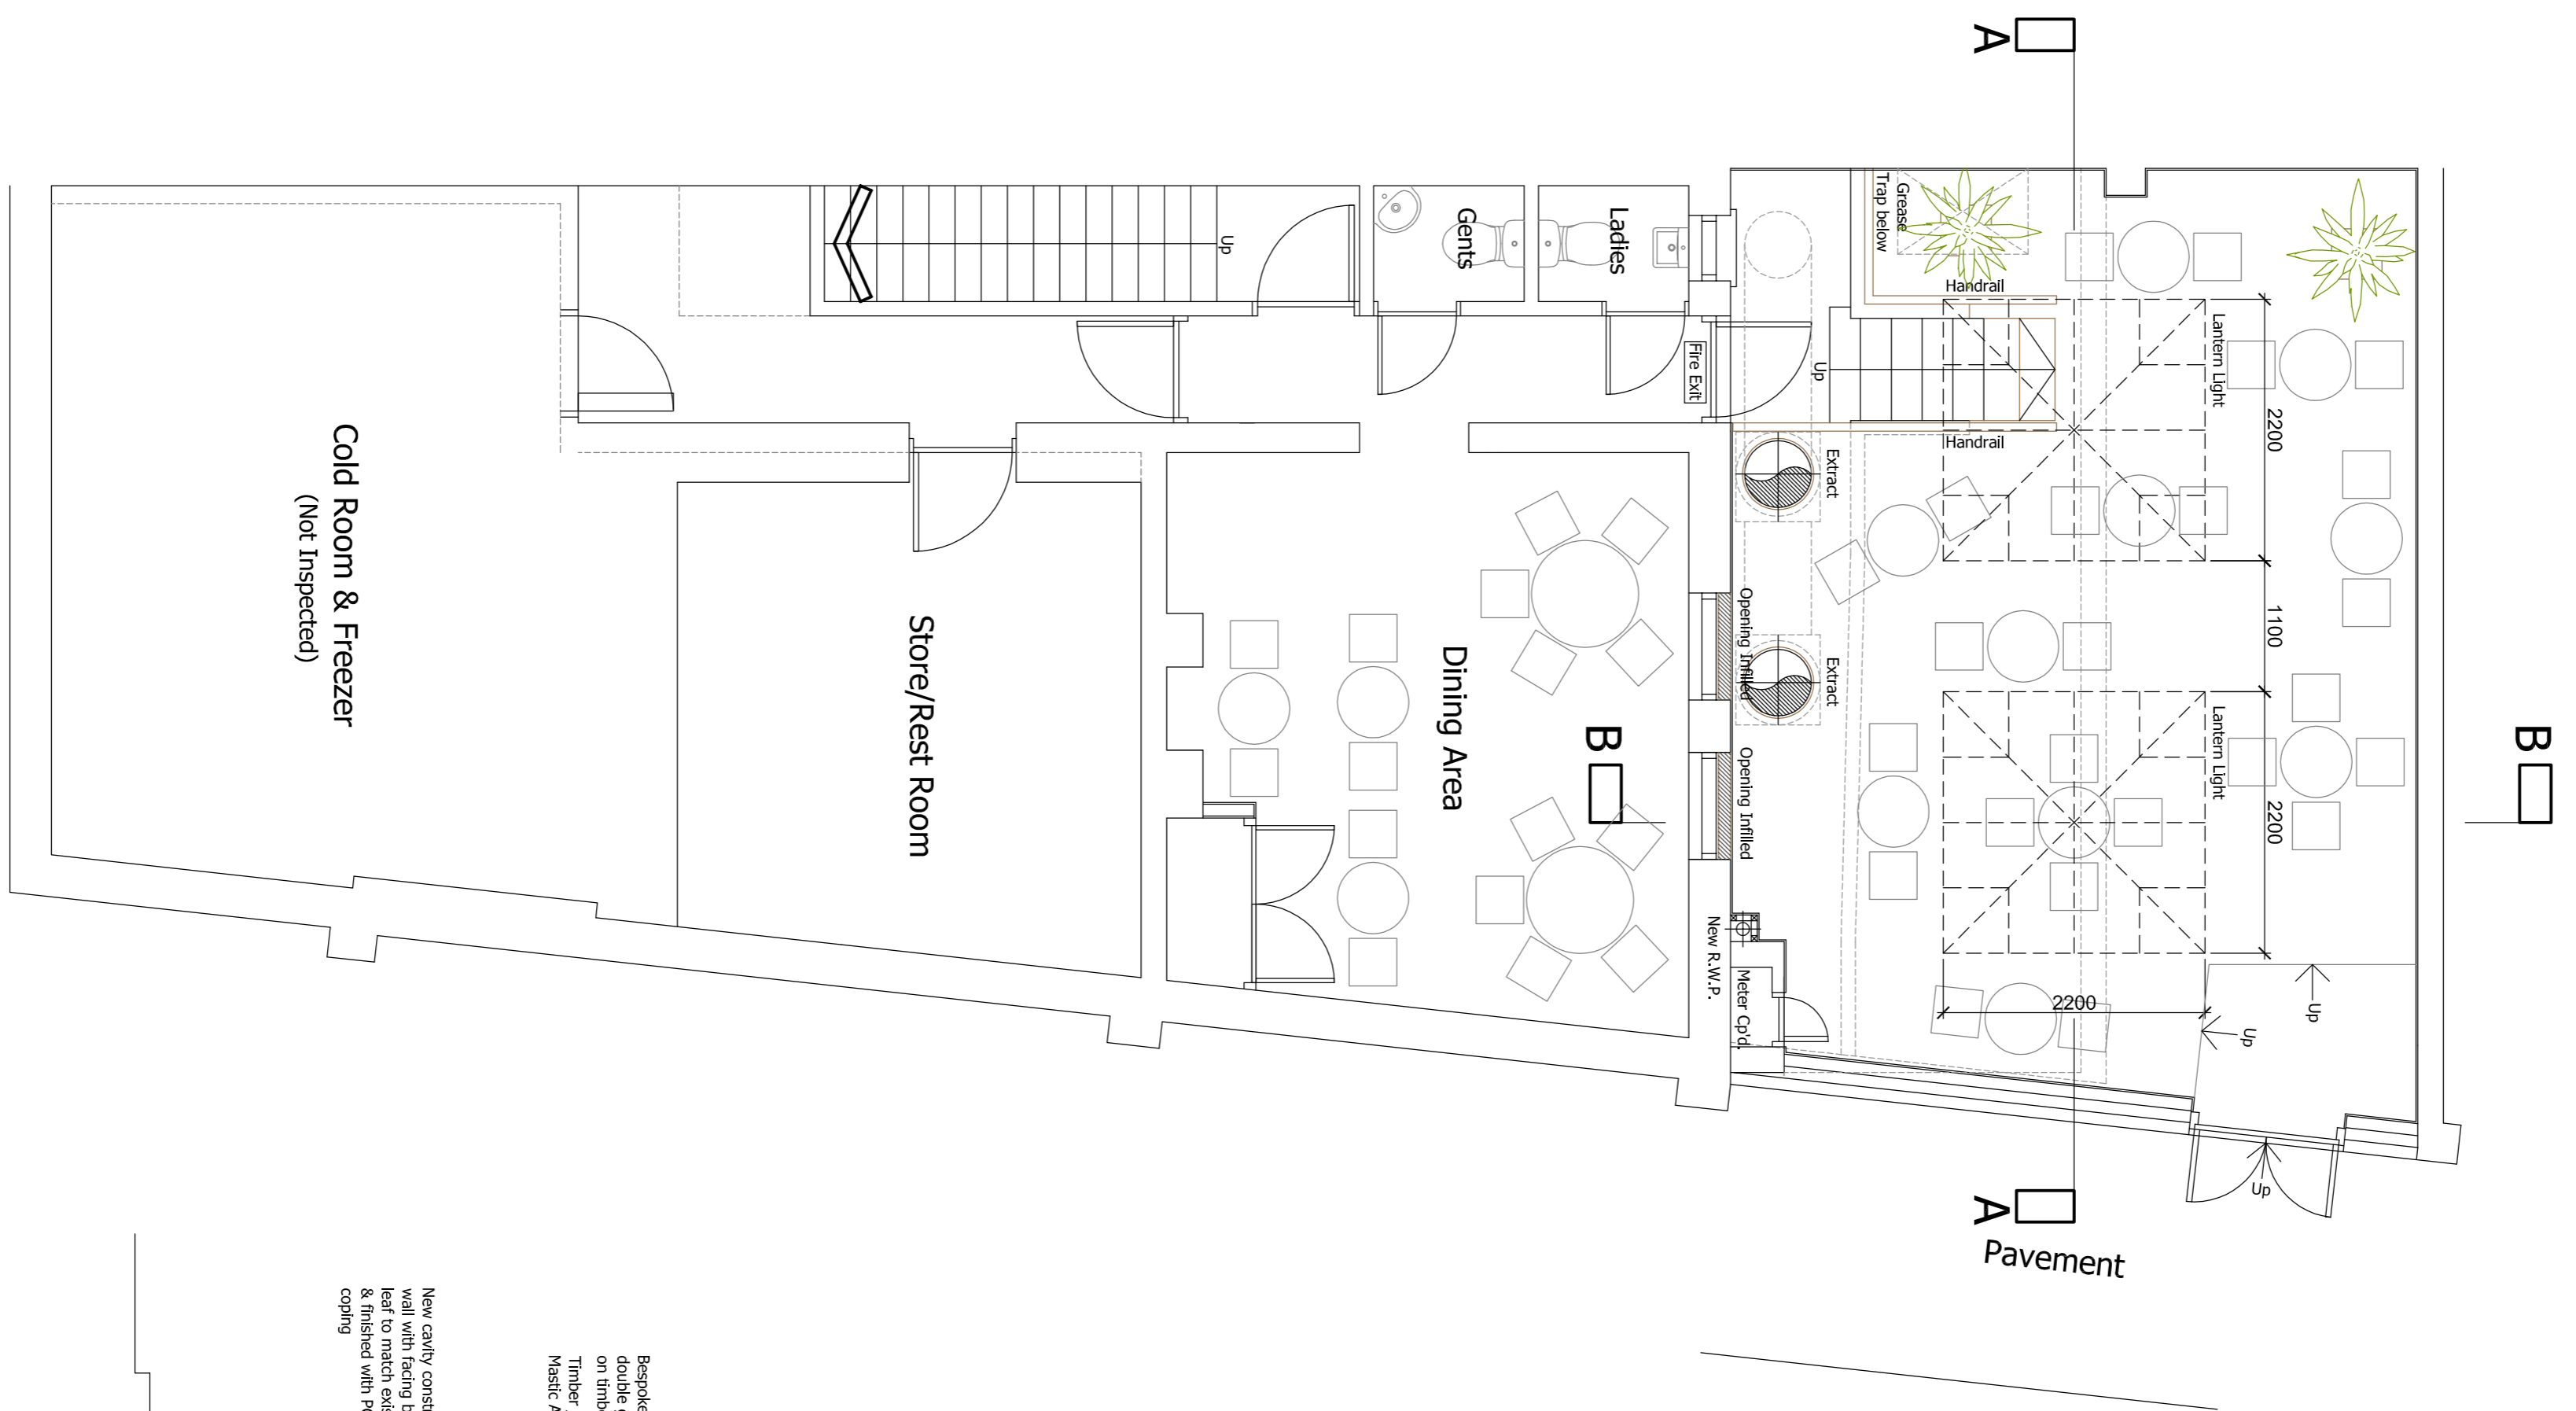 A
B
Grease
Trap below
Handrail
Lantern Light
2200
Up
Gents
Ladies
Fire Exit
Up
Handrail
Extract
1100
Cold Room & Freezer
(Not Inspected)
Store/Rest Room
Dining Area
Opening Infilled
Extract
B
Opening Infilled
Lantern Light
2200
New R.W.P.
Meter Cp'd.
2200
Up
Up
Up
A
Pavement
New cavity const
wall with facing b
leaf to match exis
& finished with P
coping
Bespoke
double
on timb
Timber
Mastic A